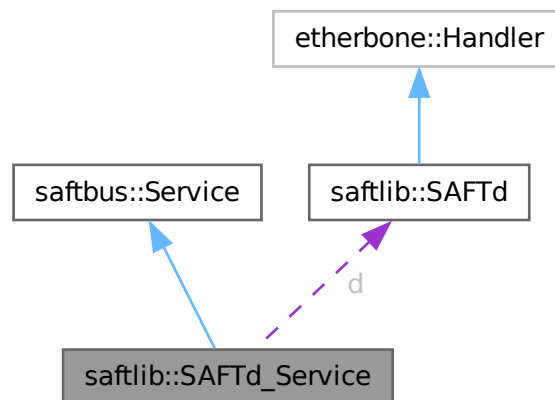 etherbone::Handler
saftbus::Service
saftlib::SAFTd
d
saftlib::SAFTd_Service